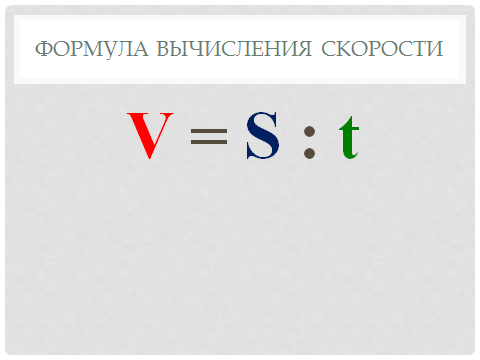 ФОРМУЛА ВЫЧИСЛЕНИЯ СКОРОСТИ
V = S : t